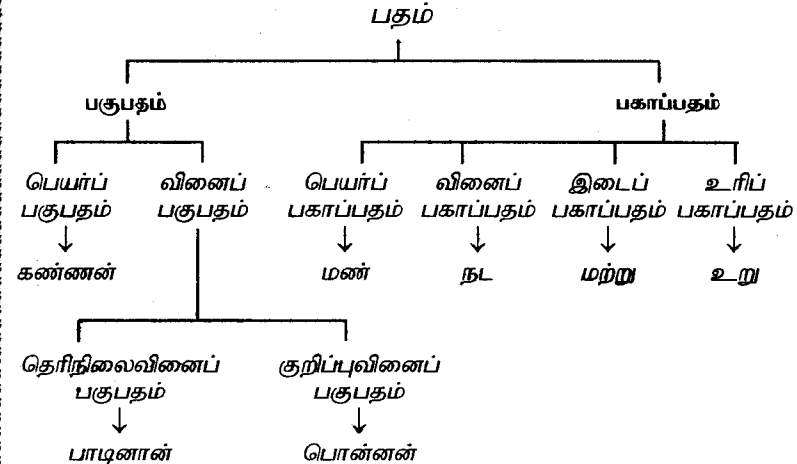 பதம்
பகுபதம் பகாப்பதம்
பெயர்ப் வினைப் பெயர்ப் வினைப் இடைப் உரிப்
பகுபதம் பகுபதம் பகாப்பதம் பகாப்பதம் பகாப்பதம் பகாப்பதம்
கண்ணன் மண் நட மற்று உறு
தெரிநிலைவினைப் குறிப்புவினைப்
பகுபதம் பகுபதம்
பாடினான் பொன்னன்